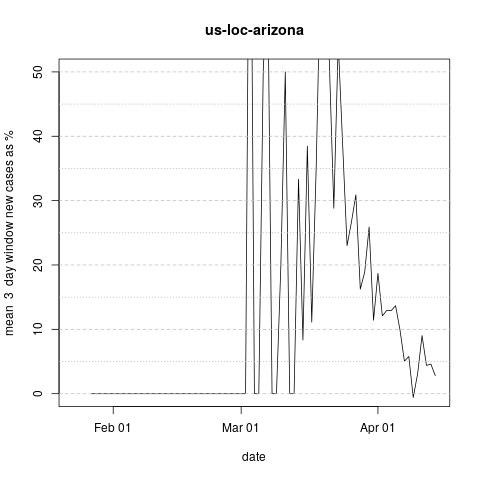 us-loc-arizona
mean 3 day window new cases as %
50
40
30
20
10
0
Feb 01
Mar 01
Apr 01
date